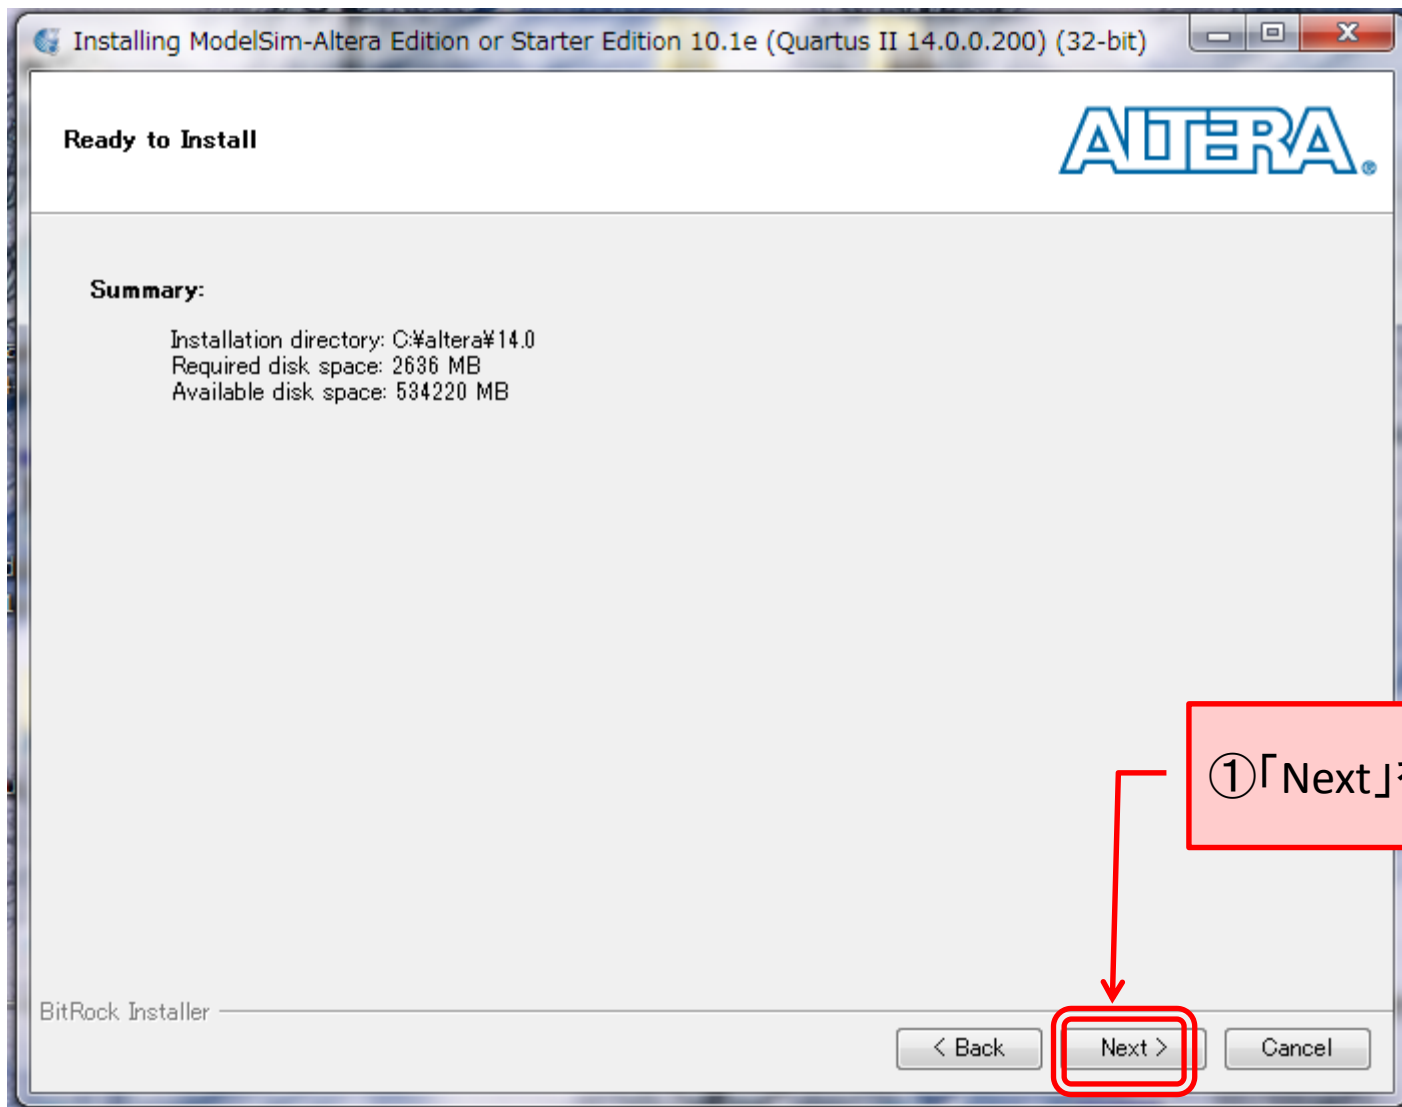 Installing ModelSim-Altera Edition or Starter Edition 10.1e (Quartus II 14.0.0.200) (32-bit)
Ready to Install
ALTERA®
Summary:
Installation directory: C:¥altera¥14.0
Required disk space: 2636 MB
Available disk space: 534220 MB
①「Next」
BitRock Installer
< Back
Next >
Cancel